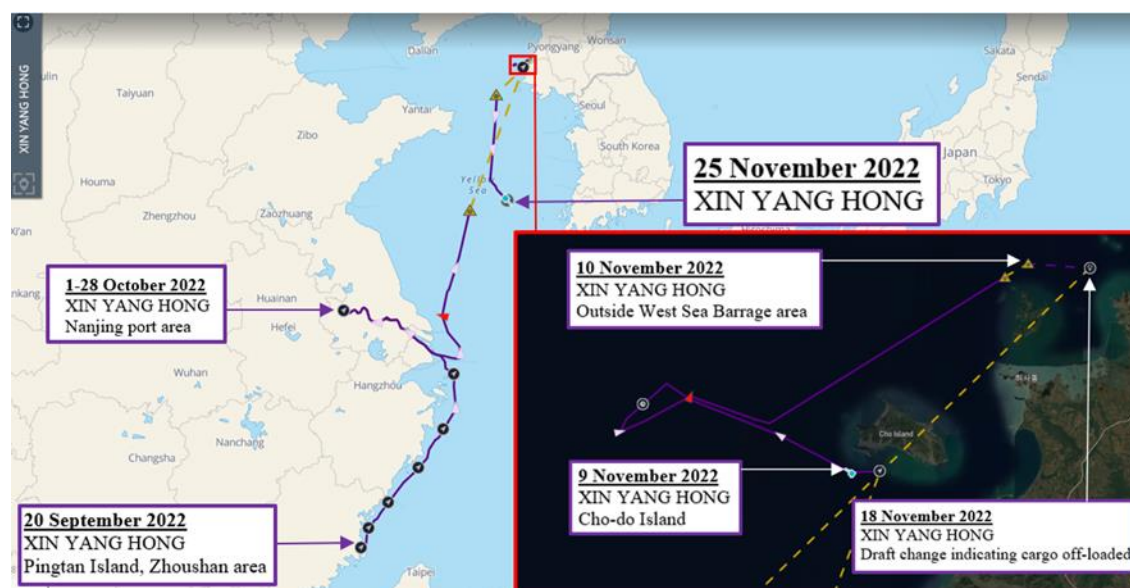 XIN YANG HONG
Dalian
Pyongyang
Wonsan
Sakata
Sendai
Taiyuan
Yantai
Seoul
Zibo
South Korea
Japan
Tokyo
Houma
Zaozhuang
Zhengzhou
Xi'an
Huainan
Hefei
Wuhan
Hangzhou
Nanchang
Changsha
Taipei
25 November 2022
XIN YANG HONG
1-28 October 2022
XIN YANG HONG
Nanjing port area
20 September 2022
XIN YANG HONG
Pingtan Island, Zhoushan area
10 November 2022
XIN YANG HONG
Outside West Sea Barrage area
Cho Island
9 November 2022
XIN YANG HONG
Cho-do Island
18 November 2022
XIN YANG HONG
Draft change indicating cargo off-loaded